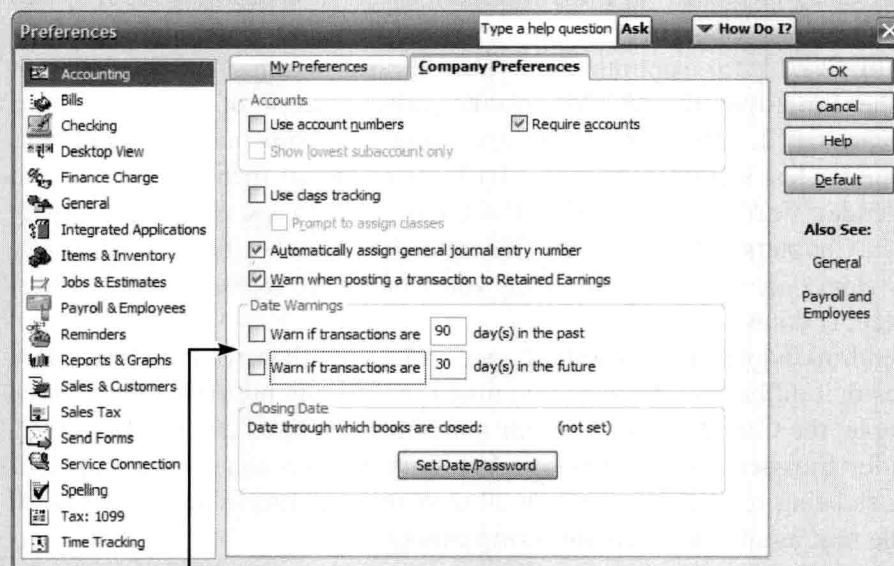 Preferences
Type a help question Ask
How Do I?
Accounting
Bills
Checking
Desktop View
Finance Charge
General
Integrated Applications
Items & Inventory
Jobs & Estimates
Payroll & Employees
Reminders
Reports & Graphs
Sales & Customers
Sales Tax
Send Forms
Service Connection
Spelling
Tax: 1099
Time Tracking
My Preferences
Company Preferences
Accounts
Use account numbers
Require accounts
Show lowest subaccount only
Use class tracking
Prompt to assign classes
Automatically assign general journal entry number
Warn when posting a transaction to Retained Earnings
Date Warnings
Warn if transactions are 90 day(s) in the past
Warn if transactions are 30 day(s) in the future
Closing Date
Date through which books are closed: (not set)
Set Date/Password
OK
Cancel
Help
Default
Also See:
General
Payroll and
Employees